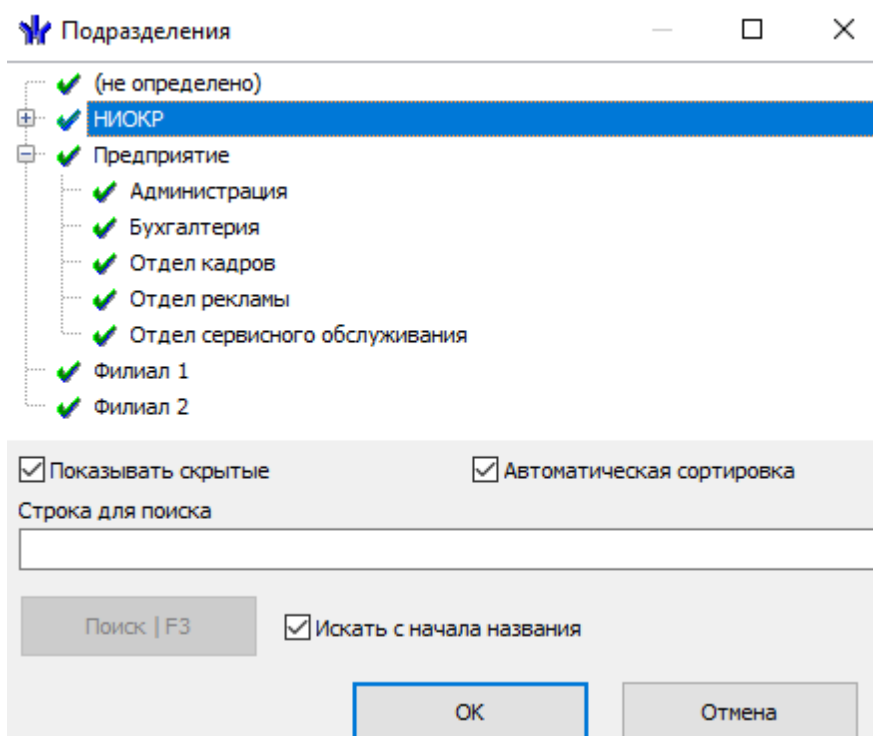 Подразделения
(не определено)
НИОКР
Предприятие
Администрация
Бухгалтерия
Отдел кадров
Отдел рекламы
Отдел сервисного обслуживания
Филиал 1
Филиал 2
Показывать скрытые Автоматическая сортировка
Строка для поиска
Поиск | F3 Искать с начала названия
ОК Отмена